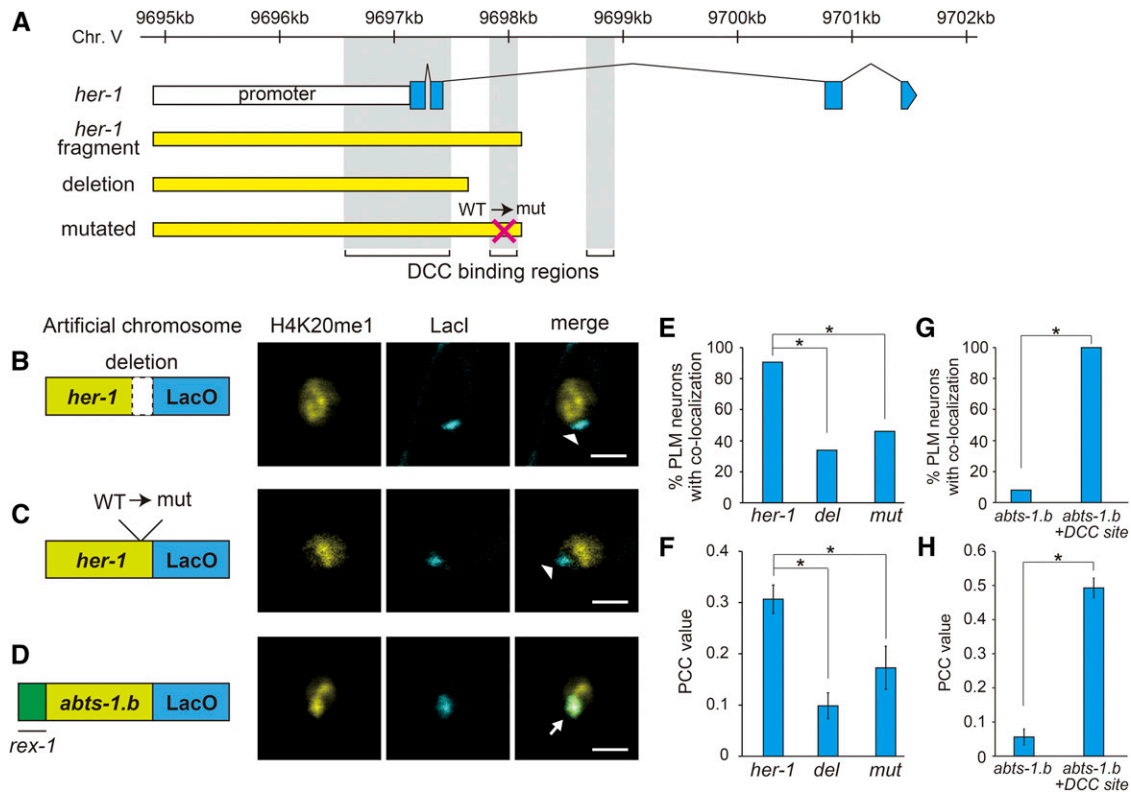 A
9695kb 9696kb 9697kb 9698kb 9699kb 9700kb 9701kb 9702kb
Chr. V
her-1
promoter
her-1
fragment
deletion
WT mut
mutated
DCC binding regions
Artificial chromosome
H4K20me1
LacI
merge
B
deletion
her-1
LacO
C
WT mut
her-1
LacO
D
abts-1.b
LacO
rex-1
E
% PLM neurons
with co-localization
100
80
60
40
20
0
*
*
her-1 del mut
F
PCC value
0.4
0.3
0.2
0.1
0
*
*
her-1 del mut
G
% PLM neurons
with co-localization
100
80
60
40
20
0
*
abts-1.b abts-1.b
+DCC site
H
PCC value
0.6
0.5
0.4
0.3
0.2
0.1
0
*
abts-1.b abts-1.b
+DCC site